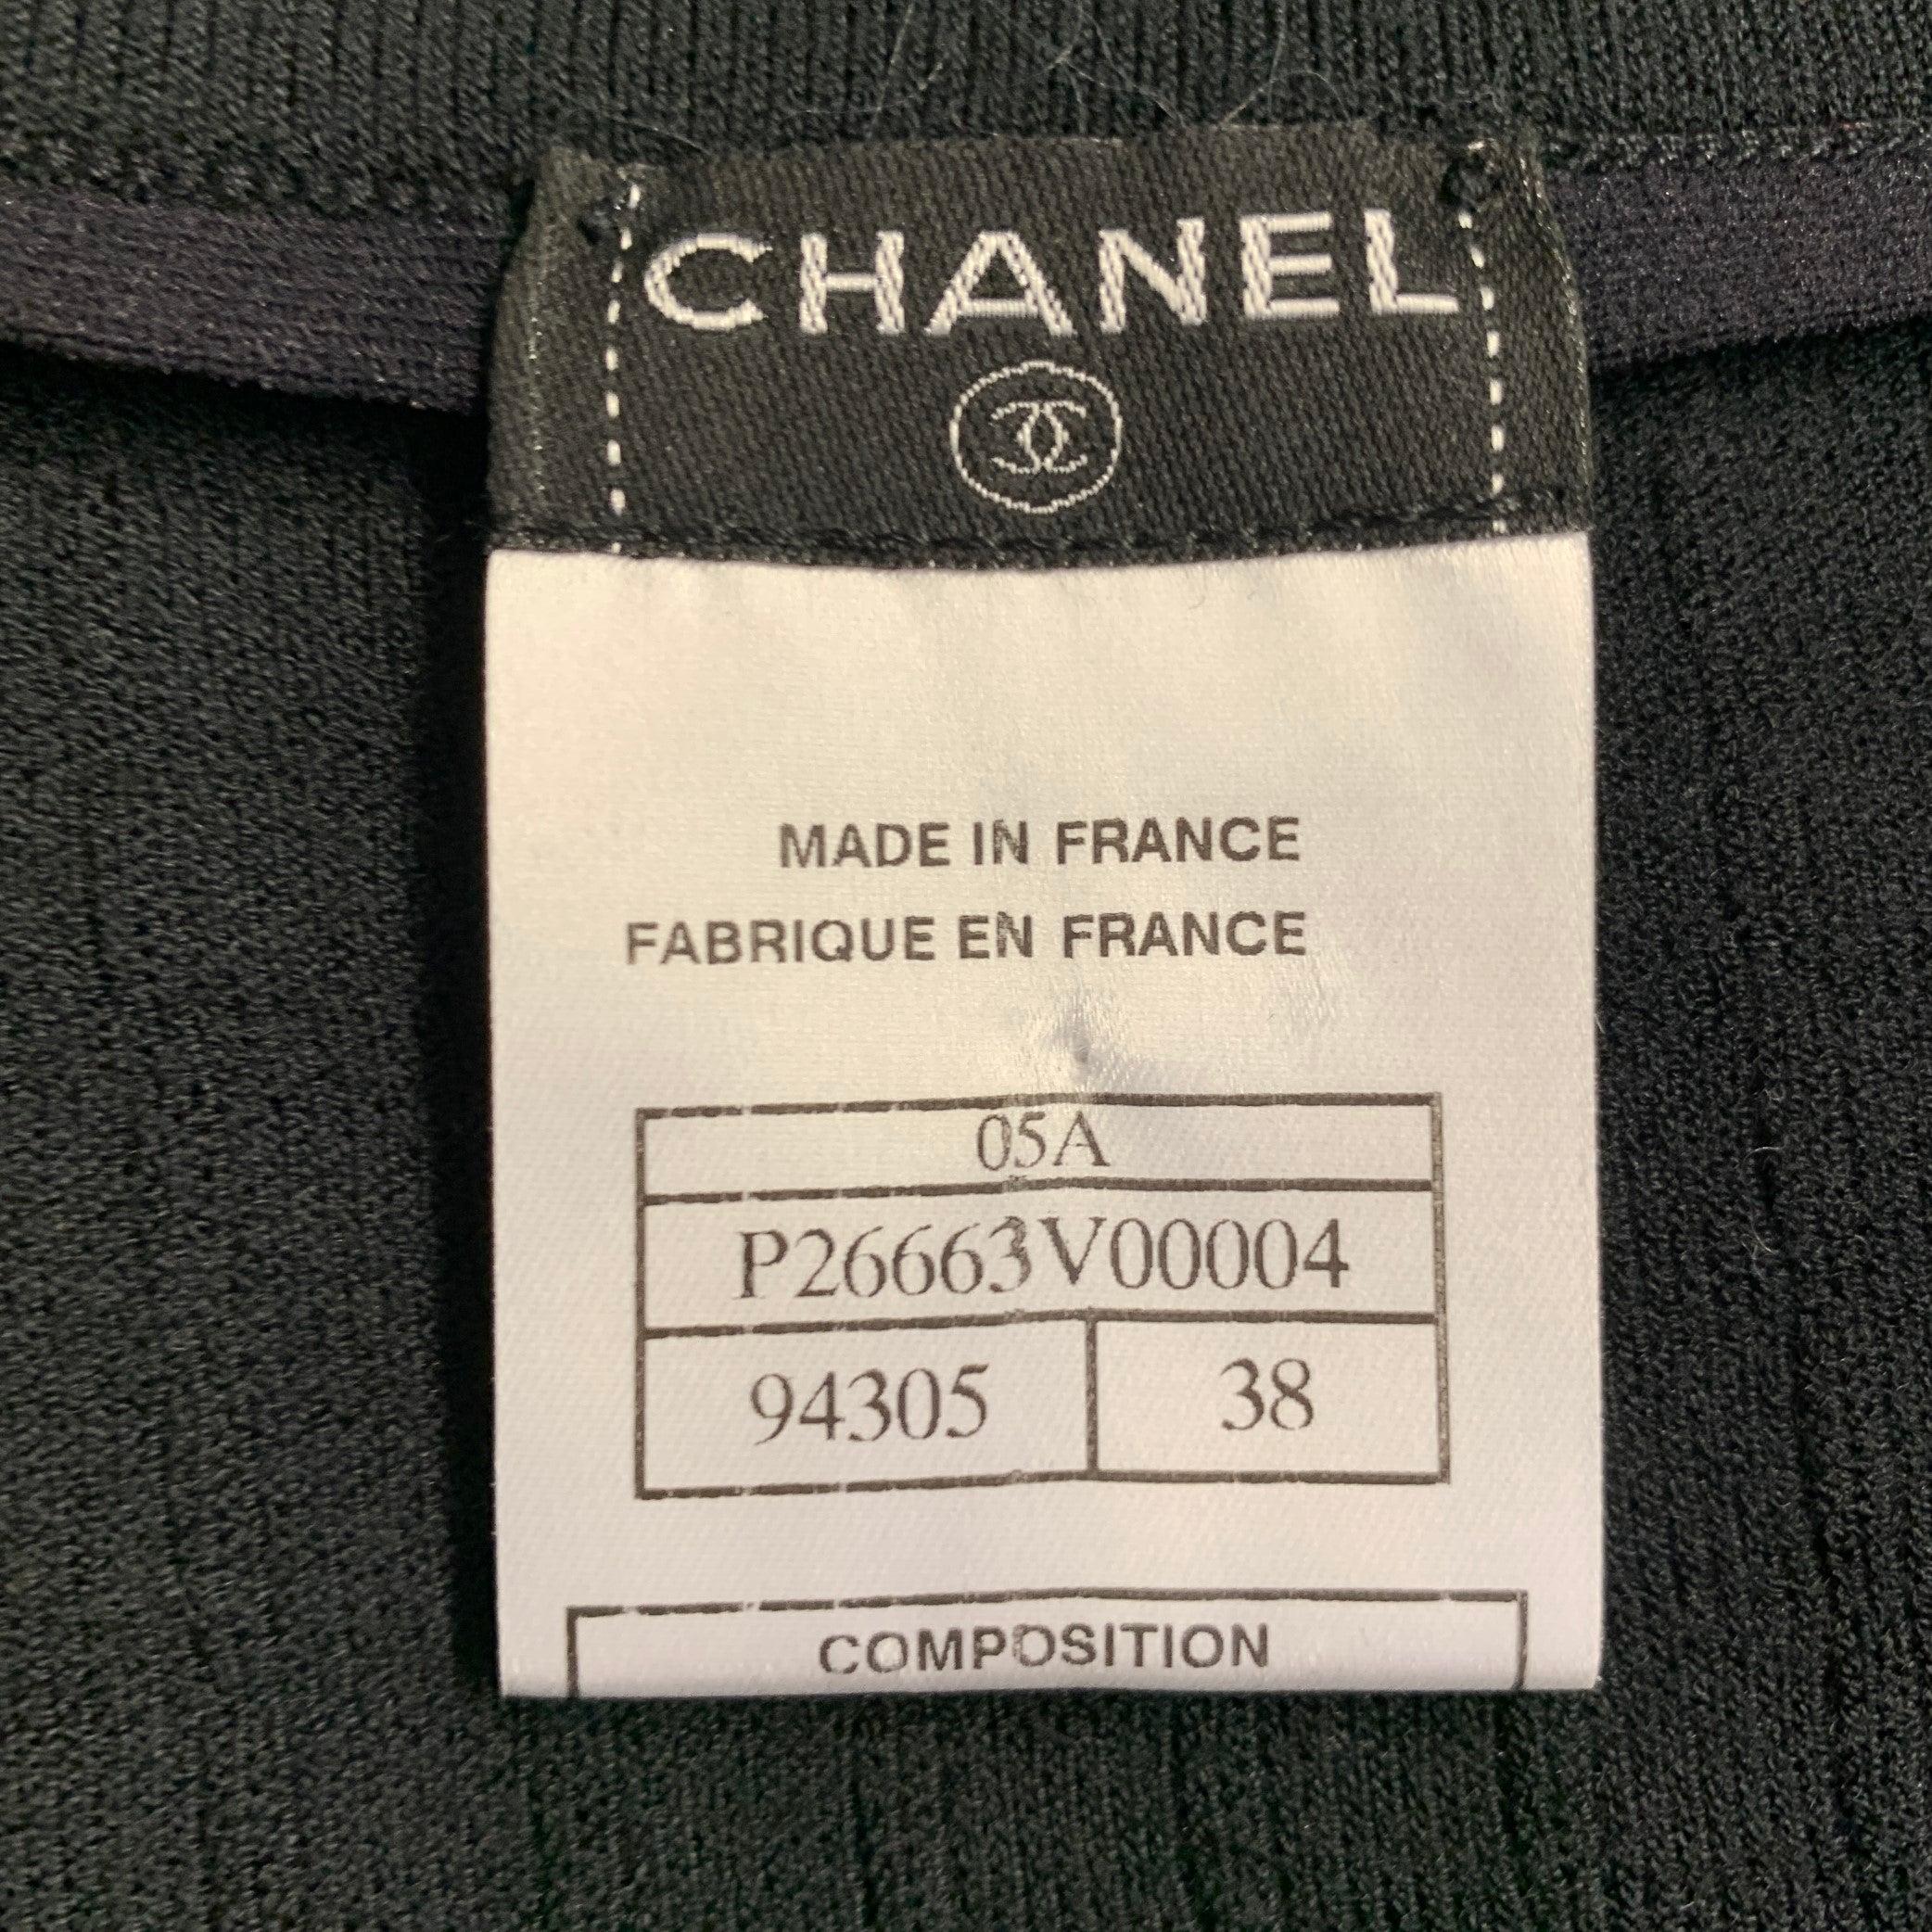 CHANEL
MADE IN FRANCE
FABRIQUE EN FRANCE
05A
P26663V00004
94305 38
COMPOSITION